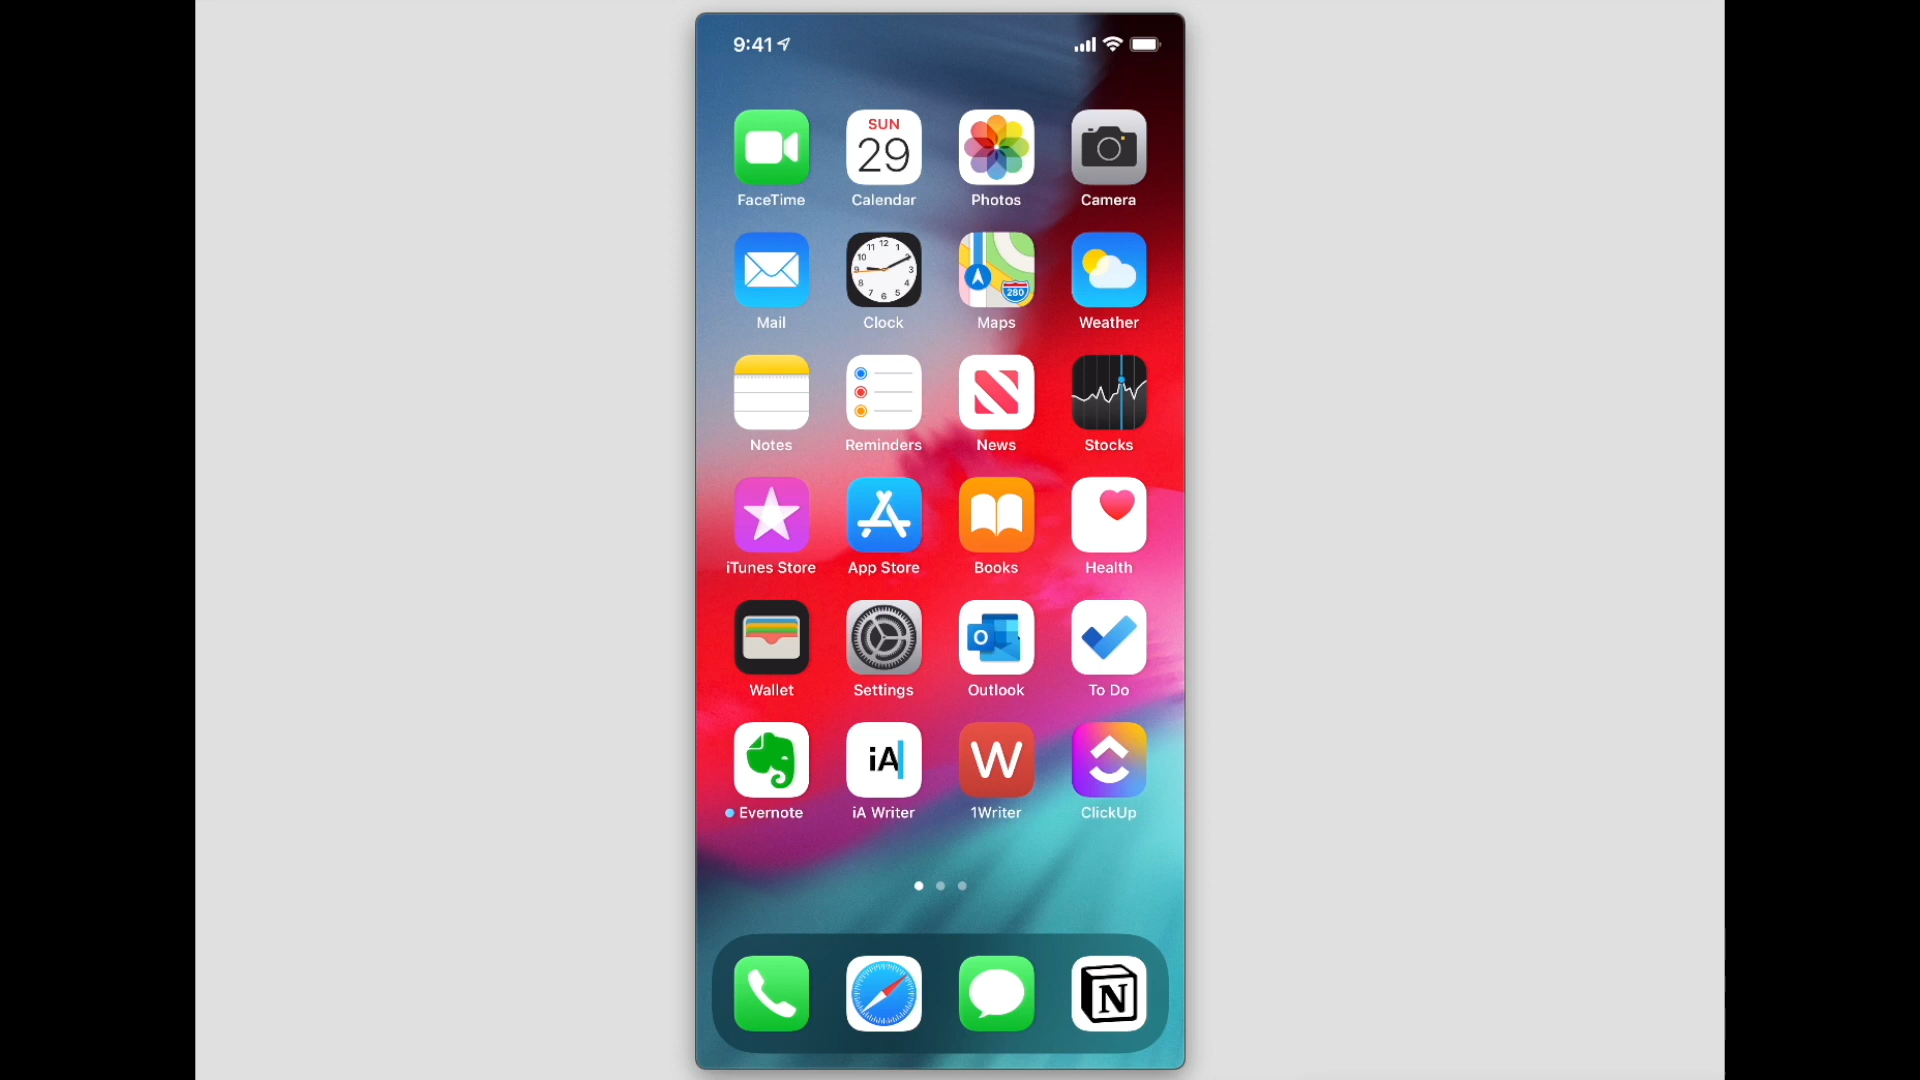 9:41
SUN
29
FaceTime Calendar Photos Camera
280
Mail Clock Maps Weather
Notes Reminders News Stocks
iTunes Store App Store Books Health
O
Wallet Settings Outlook To Do
iA W
Evernote iA Writer 1Writer ClickUp
N